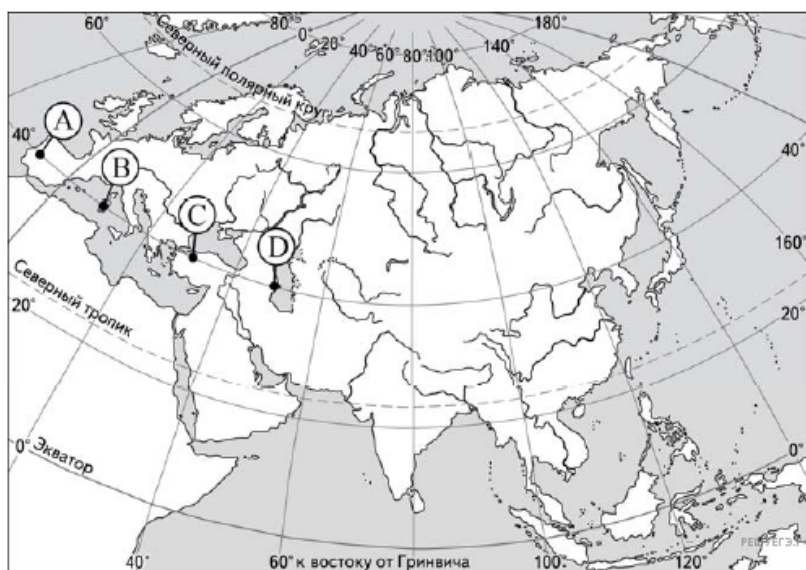 60° 80° 180°
0° 20° 40° 60° 80° 100° 140°
Северный полярный круг
A
40°
B
C
D
40°
160°
Северный тропик
20°
20°
Экватор
0°
0°
40° 60° к востоку от Гринвича 100° 120°